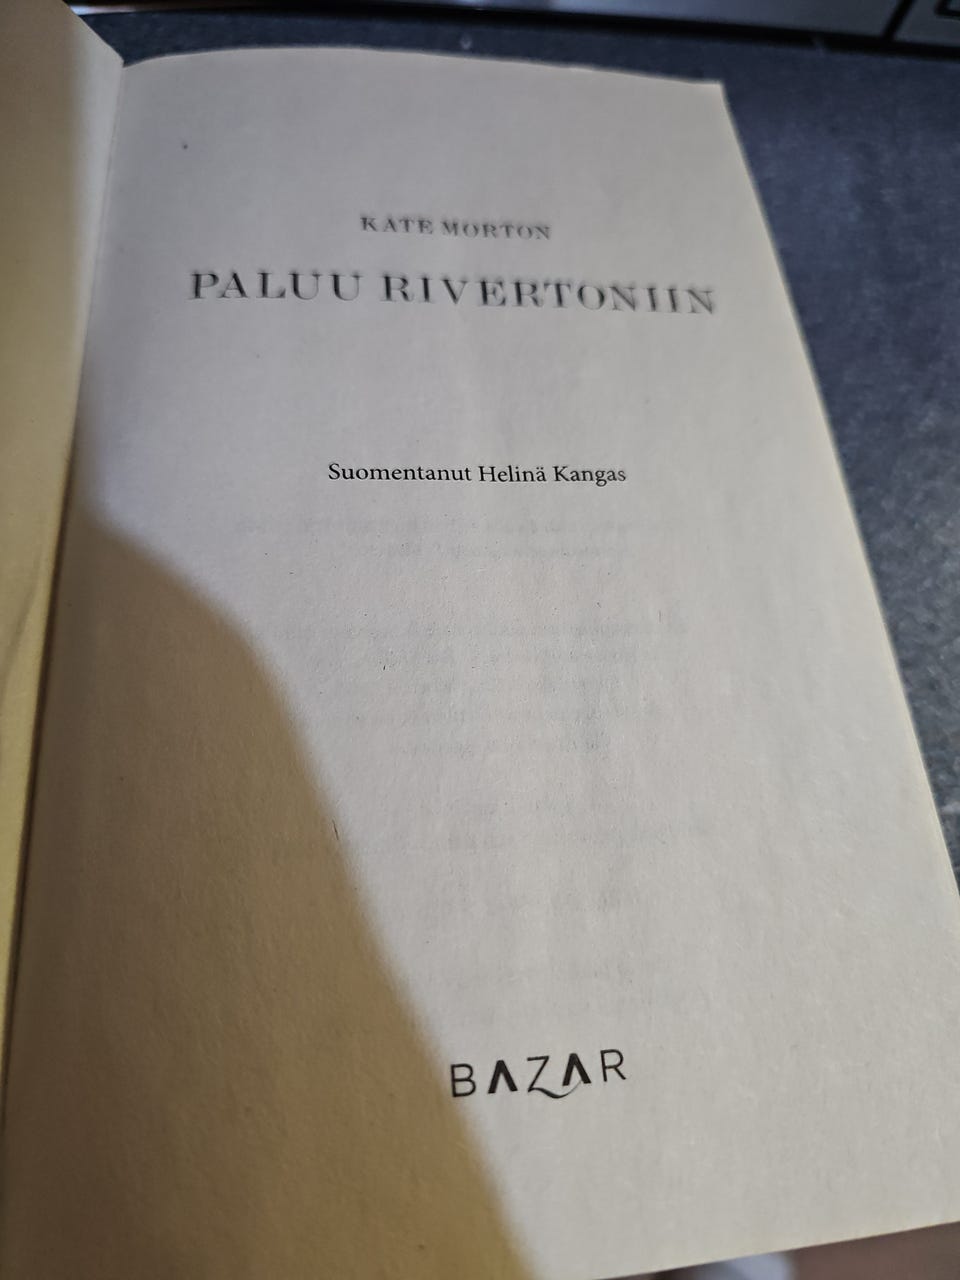 KATE MORTON
PALUU RIVERTONIIN
Suomentanut Helinä Kangas
BAZAR